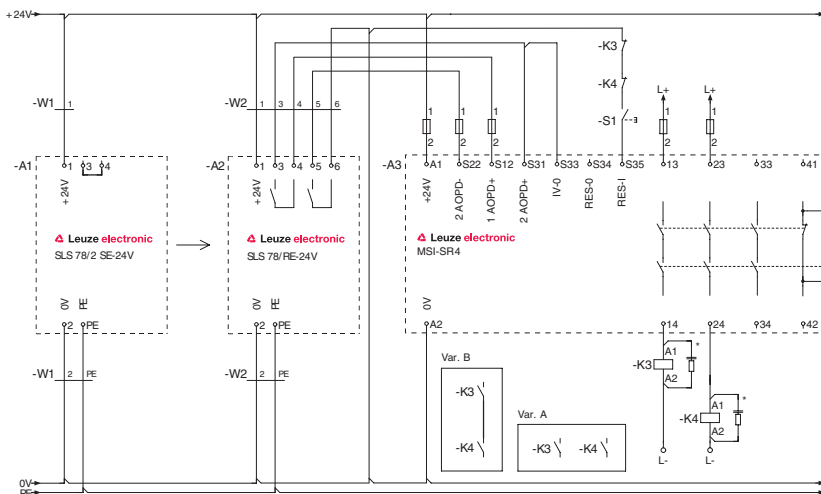 +24V
-K3
-K4
L+
L+
-W1
1
-W2
1
3
4
5
6
-S1
1
1
1
1
1
2
2
2
2
2
-A1
1
3
4
-A2
1
3
4
5
6
-A3
A1
S22
S12
S31
S33
S34
S35
13
23
33
41
+24V
+24V
+24V
2 AOPD-
1 AOPD+
2 AOPD+
IV-0
RES-0
RES-I
Leuze electronic
SLS 78/2 SE-24V
Leuze electronic
SLS 78/RE-24V
Leuze electronic
MSI-SR4
0V
PE
0V
PE
0V
2
PE
2
PE
A2
14
24
34
42
-W1
2
PE
-W2
2
PE
Var. B
-K3
-K4
Var. A
-K3
-K4
-K3
A1
A2
*
-K4
A1
A2
*
L-
L-
0V
PE